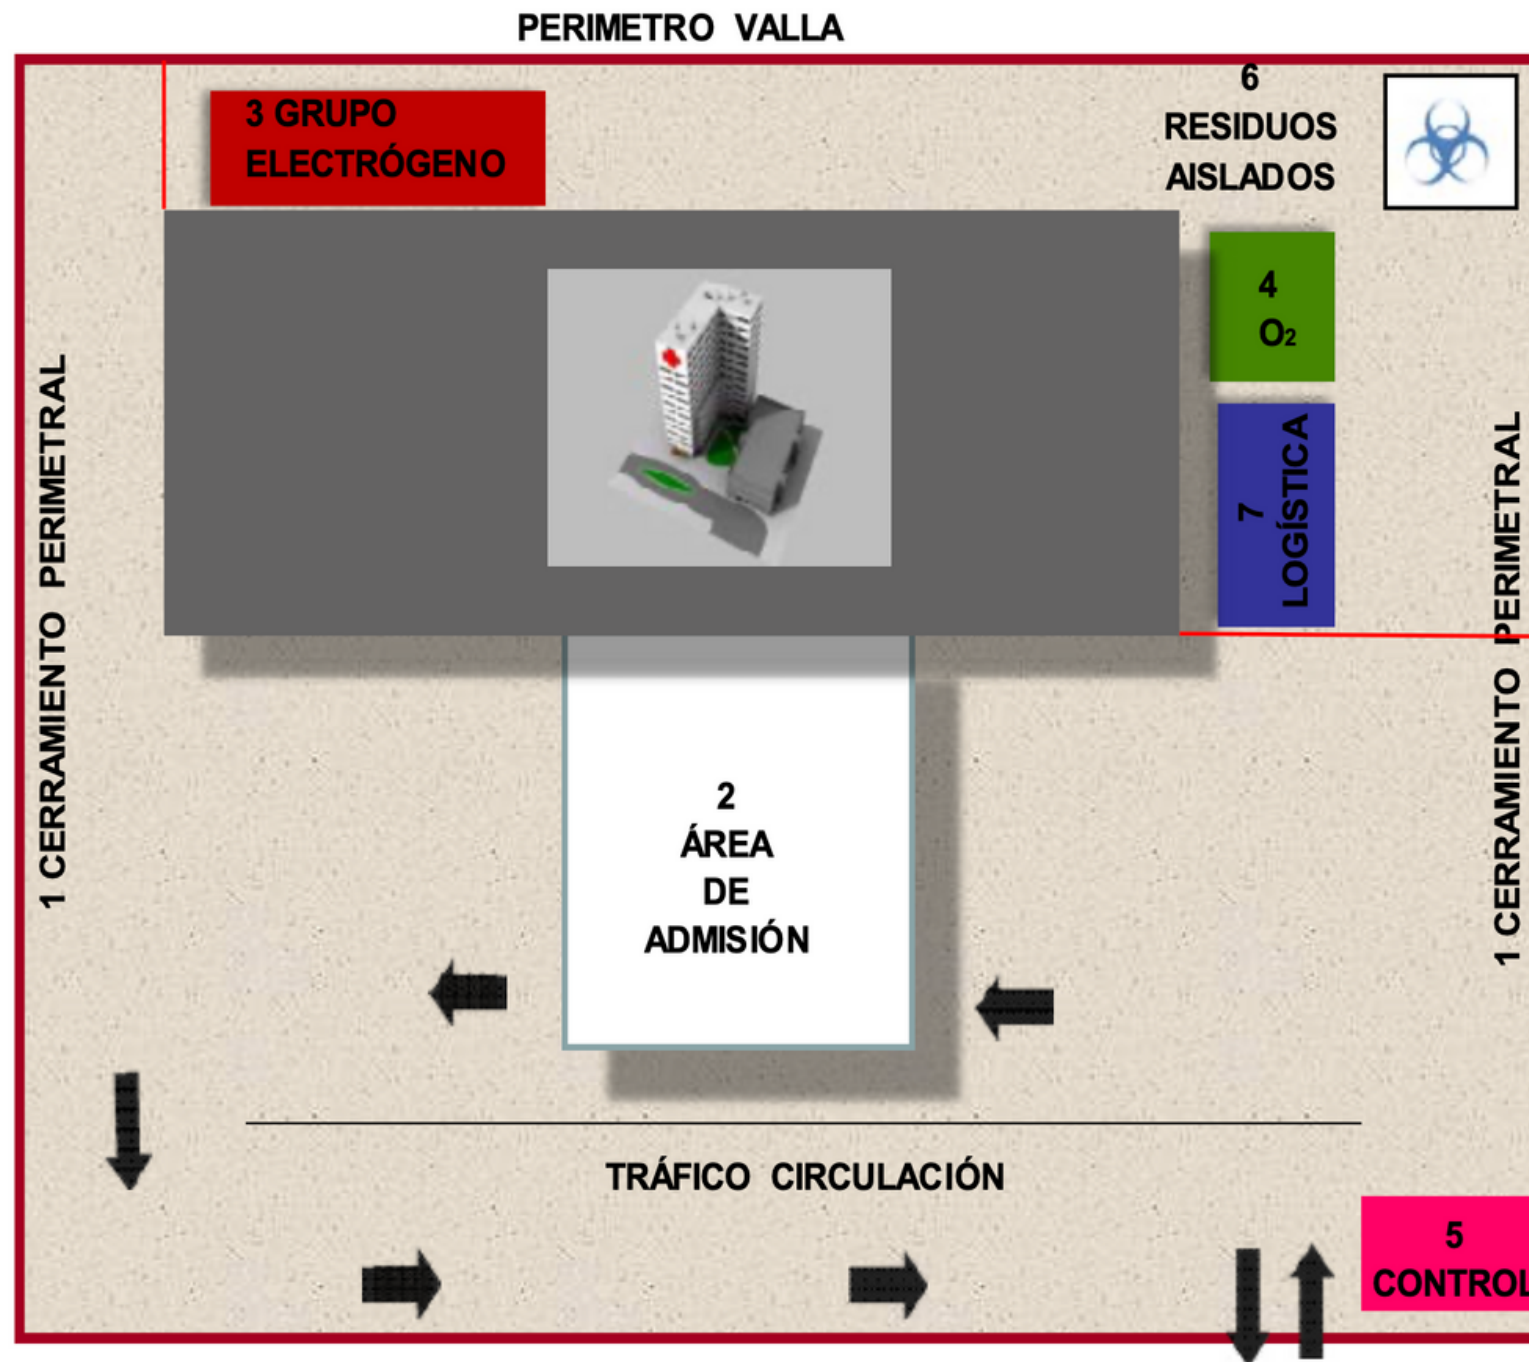 PERIMETRO VALLA
3 GRUPO
ELECTRÓGENO
6
RESIDUOS
AISLADOS
4
O₂
7
LOGÍSTICA
1 CERRAMIENTO PERIMETRAL
1 CERRAMIENTO PERIMETRAL
2
ÁREA
DE
ADMISIÓN
TRÁFICO CIRCULACIÓN
5
CONTROL